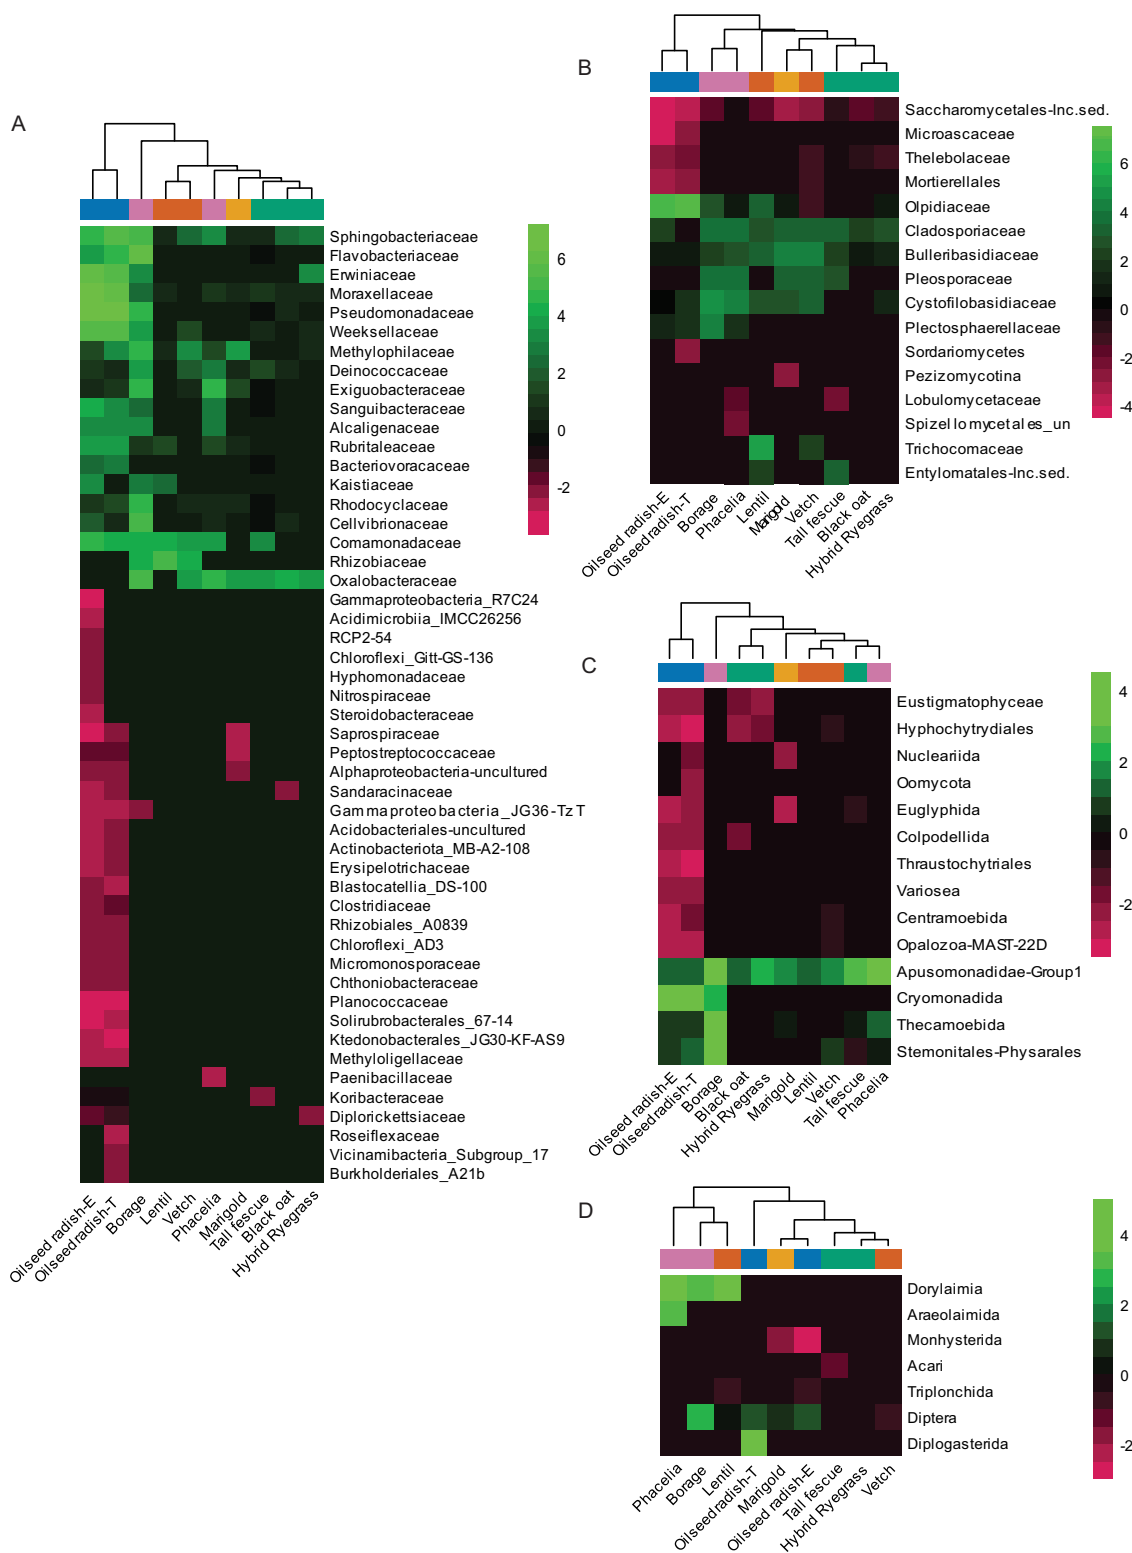 A
Sphingobacteriaceae
Flavobacteriaceae
Erwiniaceae
Moraxellaceae
Pseudomonadaceae
Weeksellaceae
Methylophilaceae
Deinococcaceae
Exiguobacteraceae
Sanguibacteraceae
Alcaligenaceae
Rubritaleaceae
Bacteriovoracaceae
Kaistiaceae
Rhodocyclaceae
Cellvibrionaceae
Comamonadaceae
Rhizobiaceae
Oxalobacteraceae
Gammaproteobacteria_R7C24
Acidimicrobiia_IMCC26256
RCP2-54
Chloroflexi_Gitt-GS-136
Hyphomonadaceae
Nitrospiraceae
Steroidobacteraceae
Saprospiraceae
Peptostreptococcaceae
Alphaproteobacteria-uncultured
Sandaracinaceae
Gammaproteobacteria_JG36-TzT
Acidobacteriales-uncultured
Actinobacteriota_MB-A2-108
Erysipelotrichaceae
Blastocatellia_DS-100
Clostridiaceae
Rhizobiales_A0839
Chloroflexi_AD3
Micromonosporaceae
Chthoniobacteraceae
Planococcaceae
Solirubrobacterales_67-14
Ktedonobacterales_JG30-KF-AS9
Methyloligellaceae
Paenibacillaceae
Koribacteraceae
Diplorickettsiaceae
Roseiflexaceae
Vicinamibacteria_Subgroup_17
Burkholderiales_A21b
6
4
2
0
-2
Oilseed radish-E
Oilseed radish-T
Borage
Lentil
Vetch
Phacelia
Marigold
Tall fescue
Black oat
Hybrid Ryegrass
B
Saccharomycetales-Inc.sed.
Microascaceae
Thelebolaceae
Mortierellales
Olpidiaceae
Cladosporiaceae
Bulleribasidiaceae
Pleosporaceae
Cystofilobasidiaceae
Plectosphaerellaceae
Sordariomycetes
Pezizomycotina
Lobulomycetaceae
Spizellomycetales_un
Trichocomaceae
Entylomatales-Inc.sed.
6
4
2
0
-2
-4
Oilseed radish-E
Oilseed radish-T
Borage
Phacelia
Lentil
Marigold
Vetch
Tall fescue
Black oat
Hybrid Ryegrass
C
Eustigmatophyceae
Hyphochytrydiales
Nucleariida
Oomycota
Euglyphida
Colpodellida
Thraustochytriales
Variosea
Centramoebida
Opalozoa-MAST-22D
Apusomonadidae-Group1
Cryomonadida
Thecamoebida
Stemonitales-Physarales
4
2
0
-2
Oilseed radish-E
Oilseed radish-T
Borage
Black oat
Hybrid Ryegrass
Marigold
Lentil
Vetch
Tall fescue
Phacelia
D
Dorylaimia
Araeolaimida
Monhysterida
Acari
Triplonchida
Diptera
Diplogasterida
4
2
0
-2
Phacelia
Borage
Lentil
Oilseed radish-T
Marigold
Oilseed radish-E
Tall fescue
Hybrid Ryegrass
Vetch